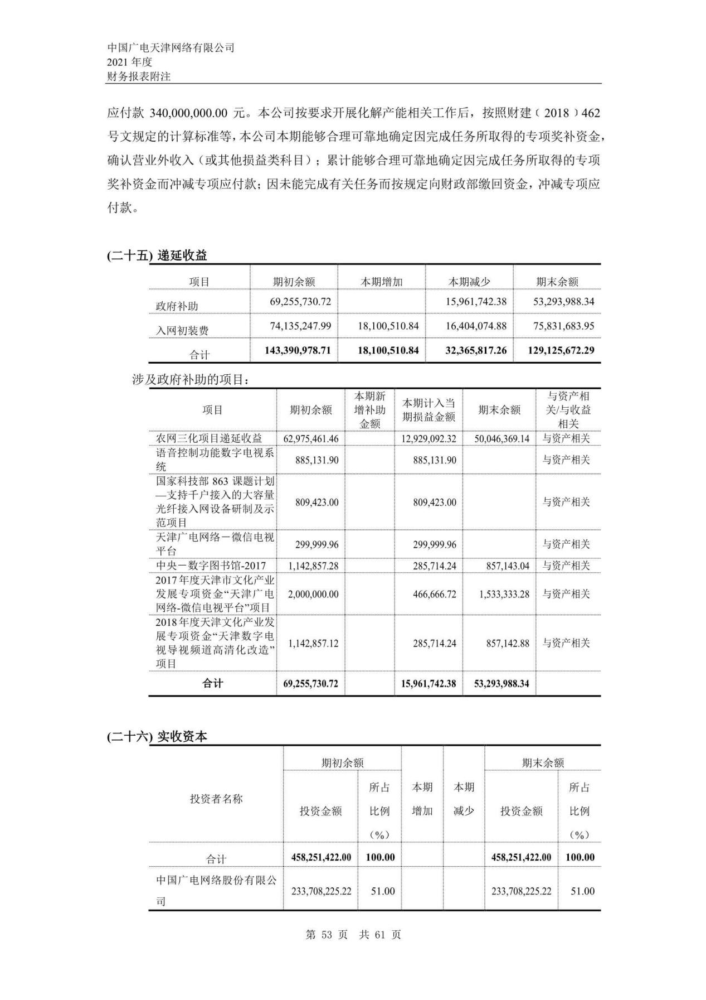 中国广电天津网络有限公司
2021 年度
财务报表附注
应付款 340,000,000.00 元。本公司按要求开展化解产能相关工作后，按照财建﹝2018﹞462
号文规定的计算标准等，本公司本期能够合理可靠地确定因完成任务所取得的专项奖补资金，
确认营业外收入（或其他损益类科目）；累计能够合理可靠地确定因完成任务所取得的专项
奖补资金而冲减专项应付款；因未能完成有关任务而按规定向财政部缴回资金，冲减专项应
付款。
(二十五) 递延收益
项目 期初余额 本期增加 本期减少 期末余额
政府补助 69,255,730.72 15,961,742.38 53,293,988.34
入网初装费 74,135,247.99 18,100,510.84 16,404,074.88 75,831,683.95
合计 143,390,978.71 18,100,510.84 32,365,817.26 129,125,672.29
涉及政府补助的项目：
项目 期初余额 本期新
增补助
金额 本期计入当
期损益金额 期末余额 与资产相
关/与收益
相关
农网三化项目递延收益 62,975,461.46 12,929,092.32 50,046,369.14 与资产相关
语音控制功能数字电视系
统 885,131.90 885,131.90 与资产相关
国家科技部 863 课题计划
—支持千户接入的大容量
光纤接入网设备研制及示
范项目 809,423.00 809,423.00 与资产相关
天津广电网络－微信电视
平台 299,999.96 299,999.96 与资产相关
中央－数字图书馆-2017 1,142,857.28 285,714.24 857,143.04 与资产相关
2017年度天津市文化产业
发展专项资金“天津广电
网络-微信电视平台”项目 2,000,000.00 466,666.72 1,533,333.28 与资产相关
2018年度天津文化产业发
展专项资金“天津数字电
视导视频道高清化改造”
项目 1,142,857.12 285,714.24 857,142.88 与资产相关
合计 69,255,730.72 15,961,742.38 53,293,988.34
(二十六) 实收资本
投资者名称 期初余额 本期
增加 本期
减少 期末余额
投资金额 所占
比例
（%） 投资金额 所占
比例
（%）
合计 458,251,422.00 100.00 458,251,422.00 100.00
中国广电网络股份有限公
司 233,708,225.22 51.00 233,708,225.22 51.00
第 53 页 共 61 页